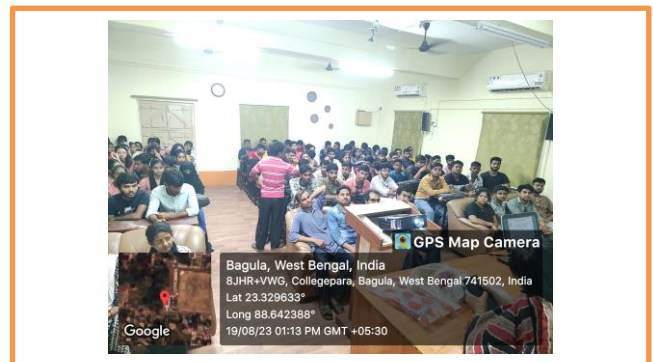 GPS Map Camera
Bagula, West Bengal, India
8JHR+VWG, Collegepara, Bagula, West Bengal 741502, India
Lat 23.329633°
Long 88.642388°
19/08/23 01:13 PM GMT +05:30
Google